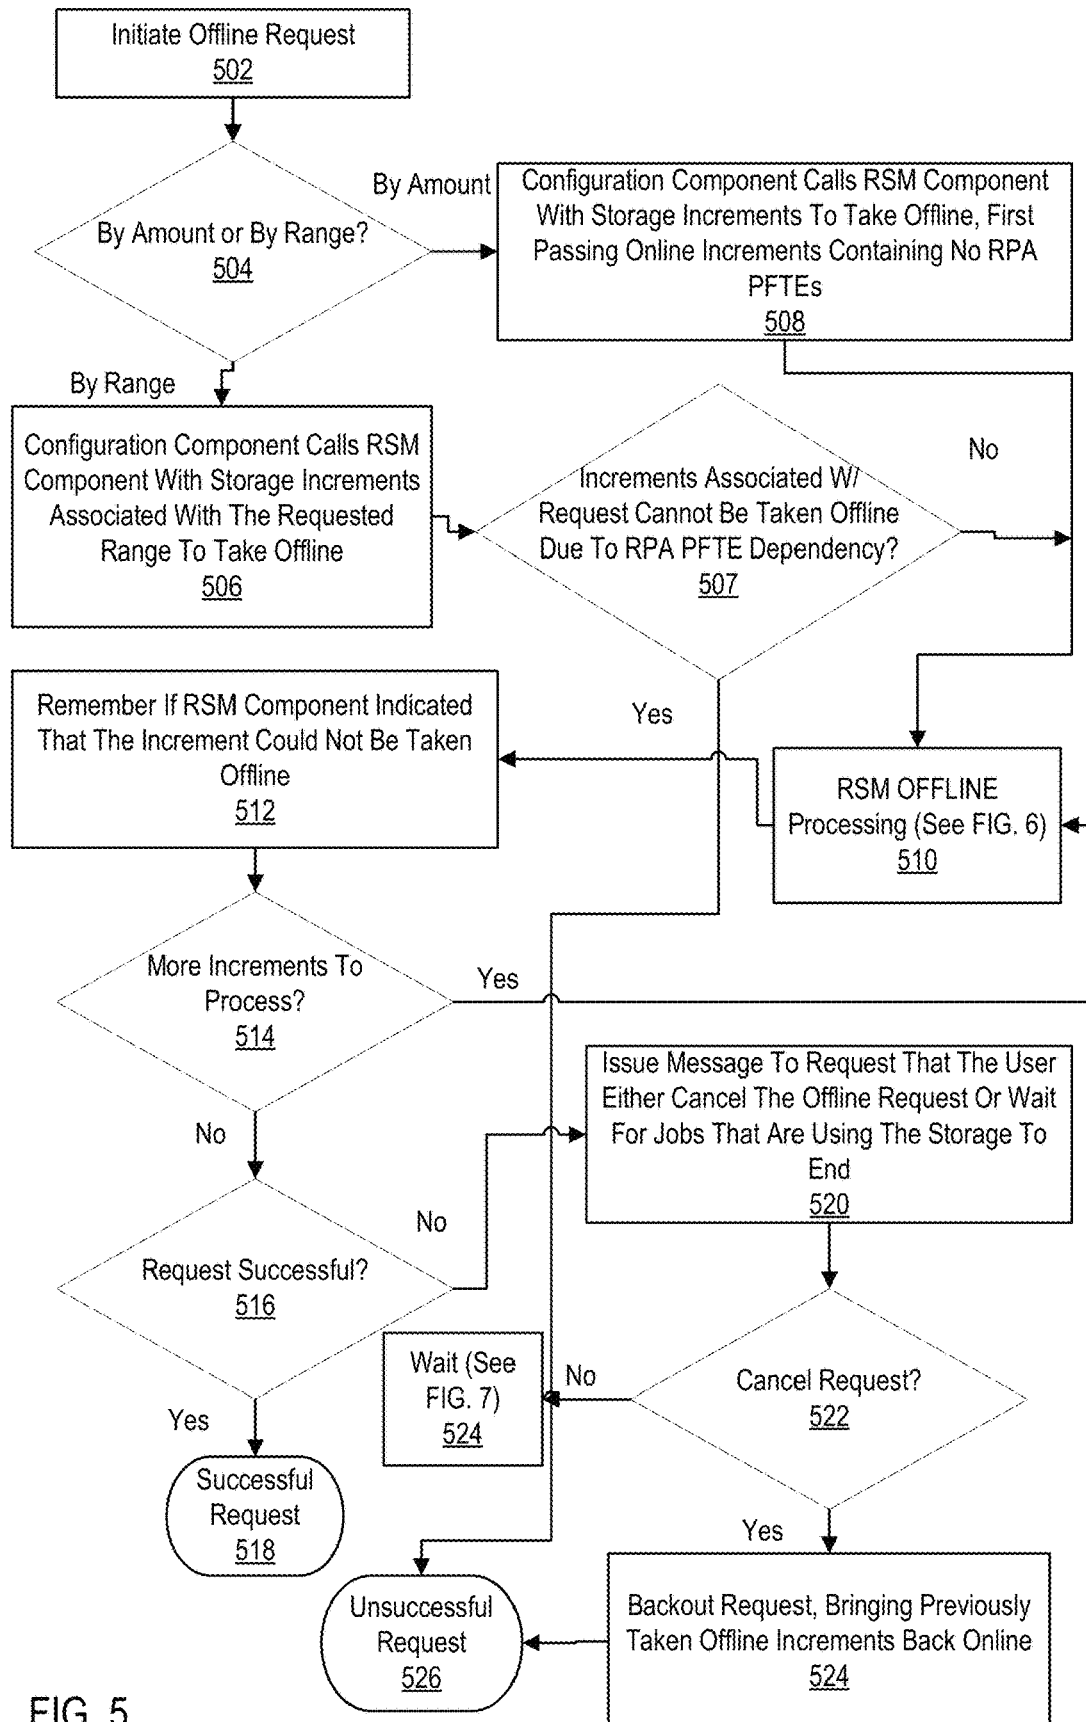 Initiate Offline Request
502
By Amount or By Range?
504
By Amount
Configuration Component Calls RSM Component
With Storage Increments To Take Offline, First
Passing Online Increments Containing No RPA
PFTEs
508
By Range
Configuration Component Calls RSM
Component With Storage Increments
Associated With The Requested
Range To Take Offline
506
Increments Associated W/
Request Cannot Be Taken Offline
Due To RPA PFTE Dependency?
507
No
Yes
Remember If RSM Component Indicated
That The Increment Could Not Be Taken
Offline
512
RSM OFFLINE
Processing (See FIG. 6)
510
More Increments To
Process?
514
Yes
No
Issue Message To Request That The User
Either Cancel The Offline Request Or Wait
For Jobs That Are Using The Storage To
End
520
Request Successful?
516
No
Yes
Wait (See
FIG. 7)
524
No
Cancel Request?
522
Yes
Successful
Request
518
Unsuccessful
Request
526
Backout Request, Bringing Previously
Taken Offline Increments Back Online
524
FIG. 5